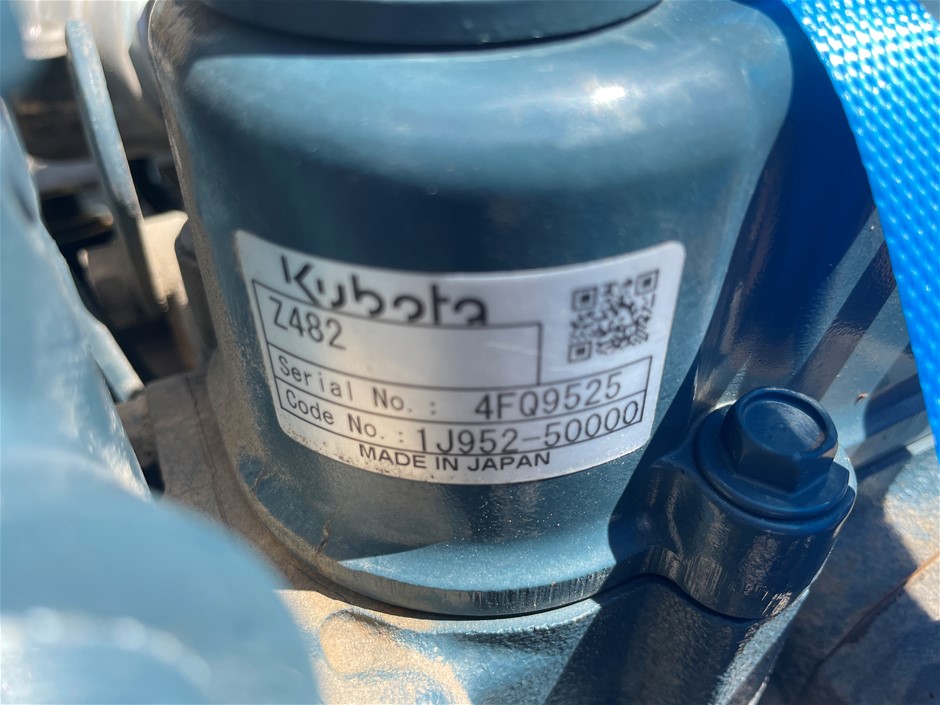 Kubota
Z482
Serial No.: 4FQ9525
Code No.: 1J952-50000
MADE IN JAPAN